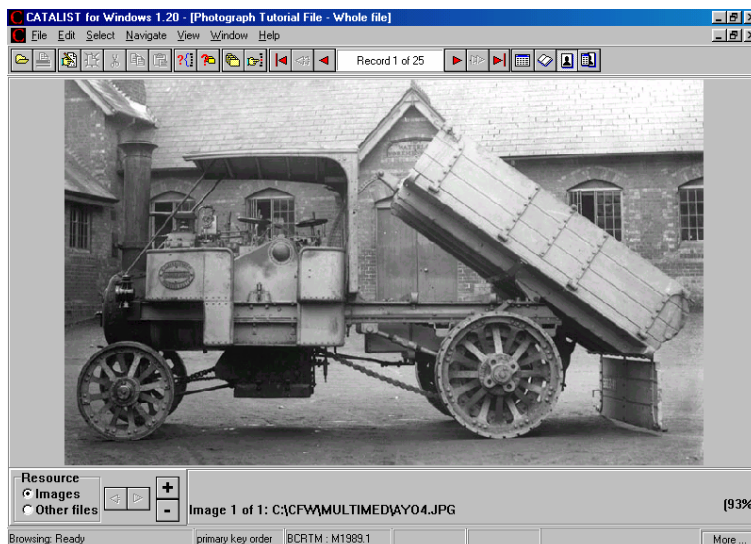 CATALIST for Windows 1.20 - [Photograph Tutorial File - Whole file]
File Edit Select Navigate View Window Help
Record 1 of 25
Resource
Images
Other files
+
-
Image 1 of 1: C:\CFW\MULTIMED\AYO4.JPG
(93%
Browsing: Ready
primary key order
BCRTM : M1989.1
More ...